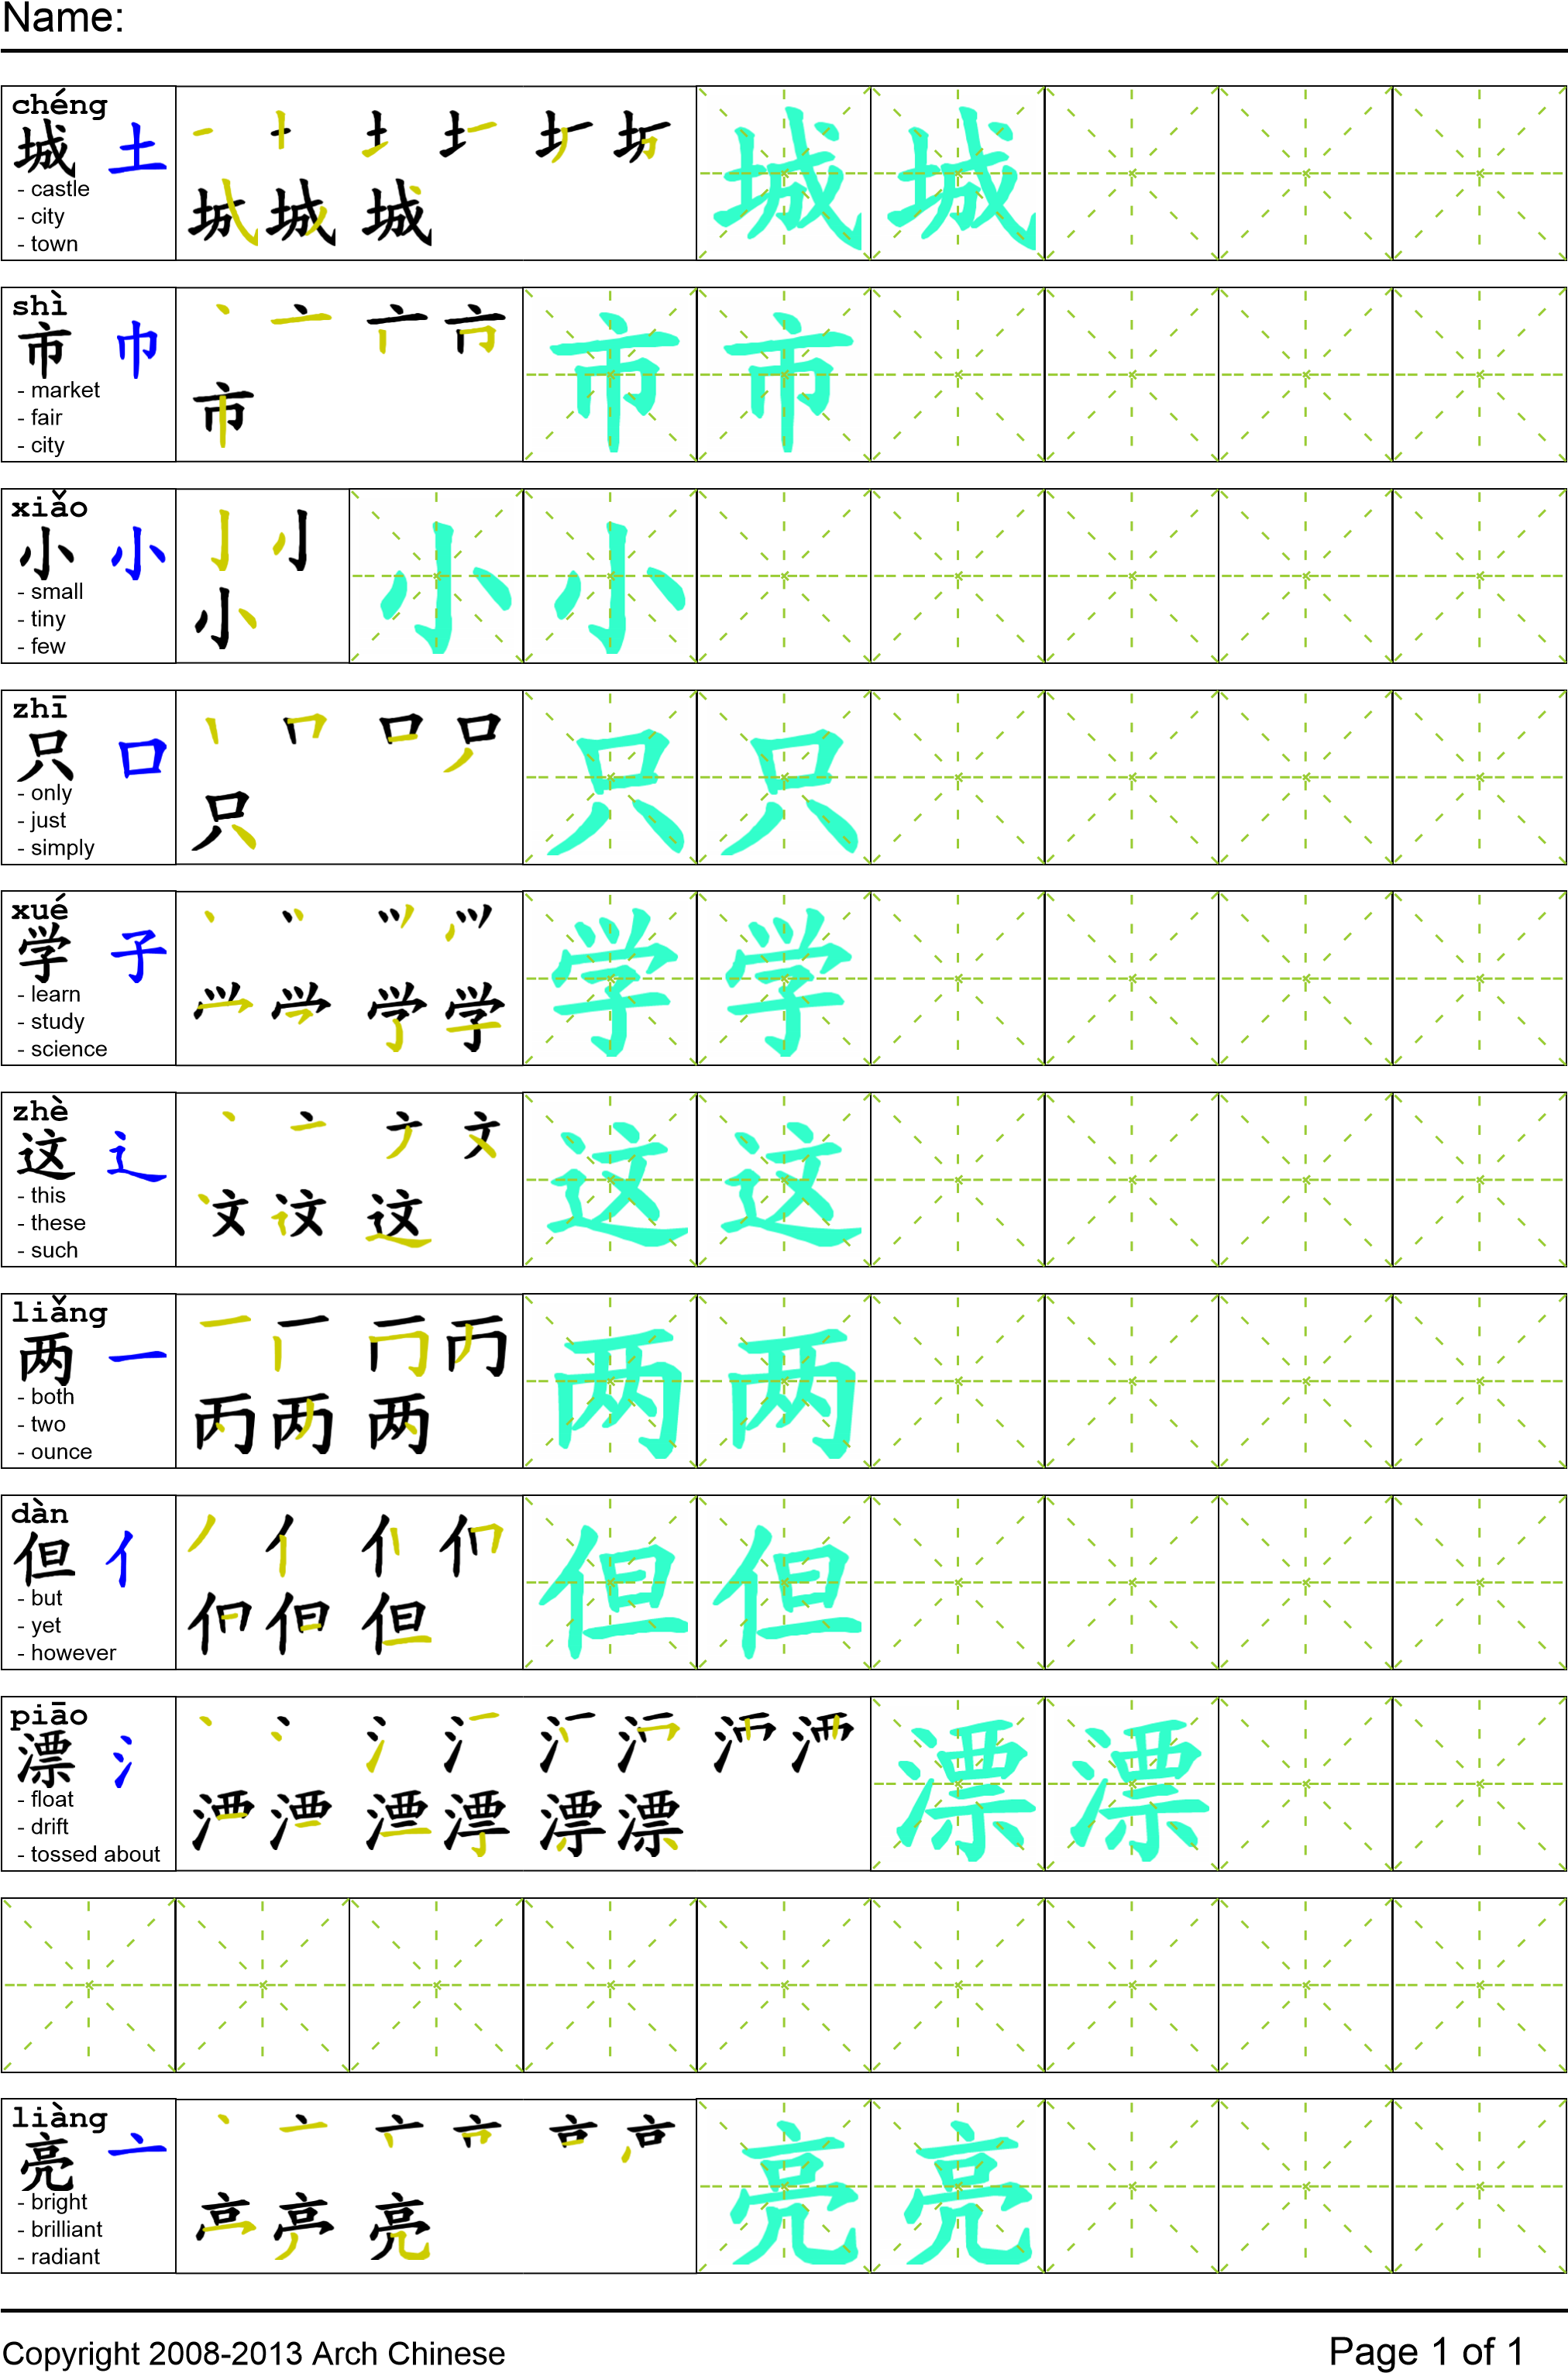 Name:
chéng
城 土
- castle
- city
- town
城 城
shì
市 巾
- market
- fair
- city
市 市
xiǎo
小 小
- small
- tiny
- few
小 小
zhī
只 口
- only
- just
- simply
只 只
xué
学 子
- learn
- study
- science
学 学
zhè
这 辶
- this
- these
- such
这 这
liǎng
两 一
- both
- two
- ounce
两 两
dàn
但 亻
- but
- yet
- however
但 但
piāo
漂 氵
- float
- drift
- tossed about
漂 漂
liàng
亮 亠
- bright
- brilliant
- radiant
亮 亮
Copyright 2008-2013 Arch Chinese
Page 1 of 1